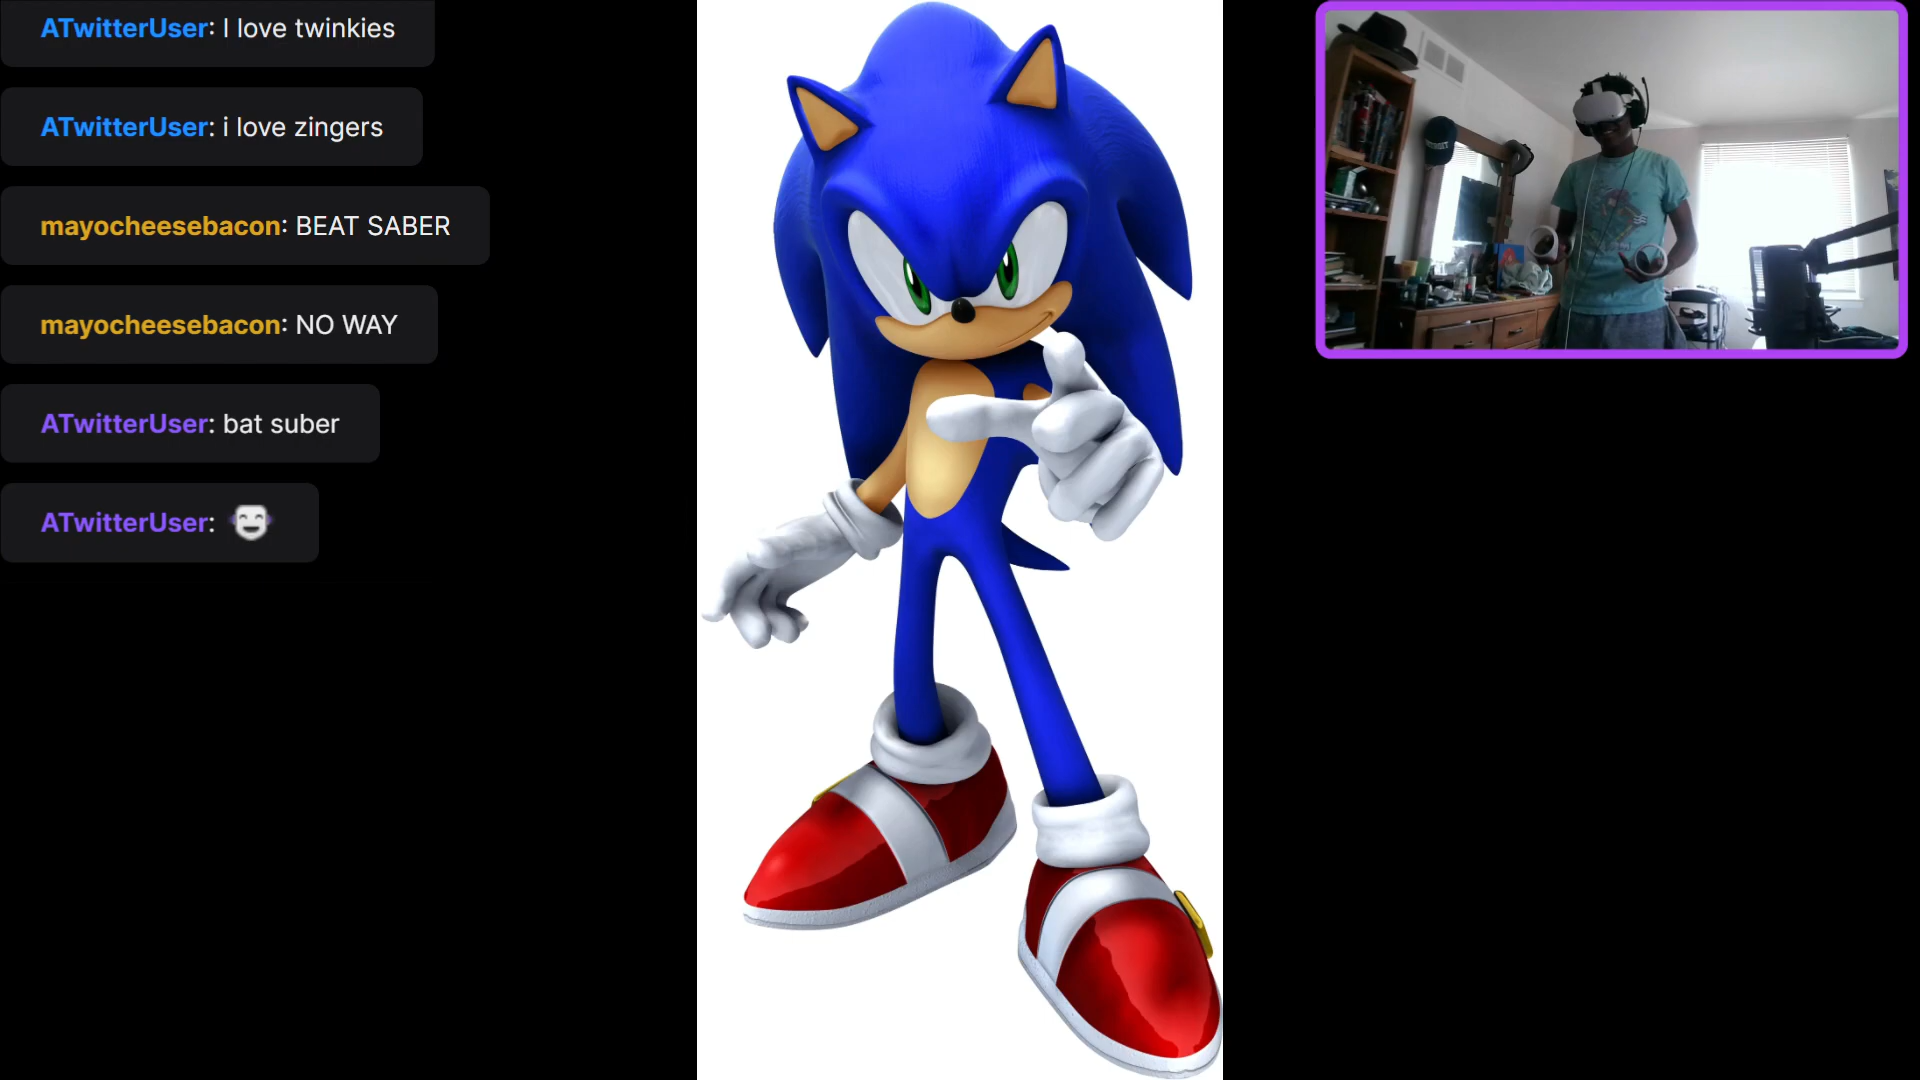 ATwitterUser: I love twinkies
ATwitterUser: i love zingers
mayocheesebacon: BEAT SABER
mayocheesebacon: NO WAY
ATwitterUser: bat suber
ATwitterUser: